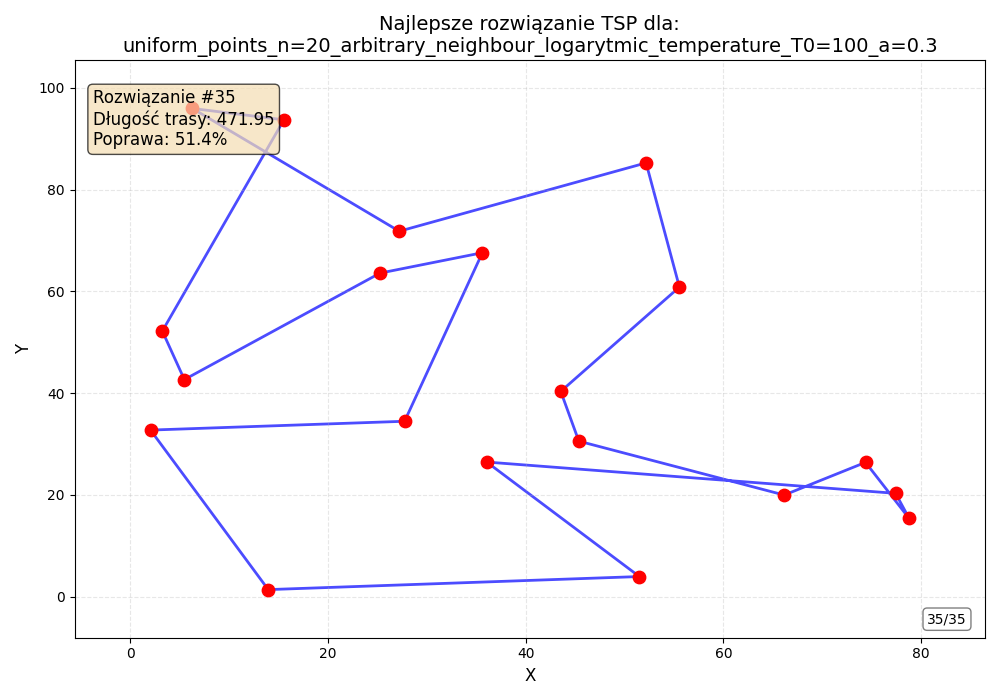 Najlepsze rozwiązanie TSP dla:
uniform_points_n=20_arbitrary_neighbour_logarytmic_temperature_T0=100_a=0.3
Rozwiązanie #35
Długość trasy: 471.95
Poprawa: 51.4%
100
80
60
40
20
0
Y
35/35
0 20 40 60 80
X